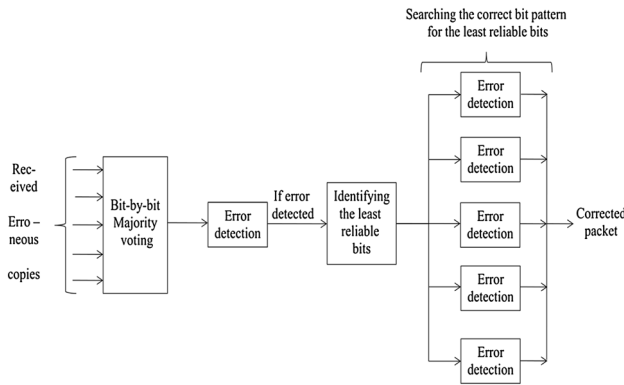 Searching the correct bit pattern
for the least reliable bits
Rec-
eived
Erro –
neous
copies
Bit-by-bit
Majority
voting
Error
detection
If error
detected
Identifying
the least
reliable
bits
Error
detection
Error
detection
Error
detection
Error
detection
Error
detection
Corrected
packet